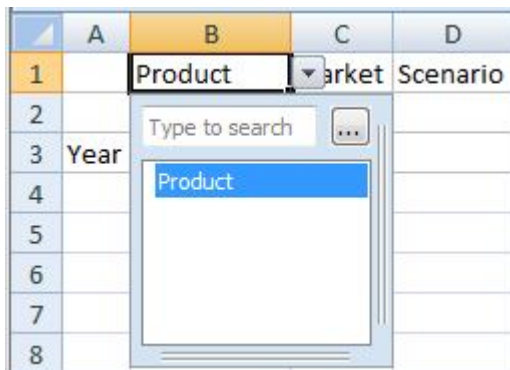 A B C D
1 Product arket Scenario
2
Type to search ...
3 Year
Product
4
5
6
7
8